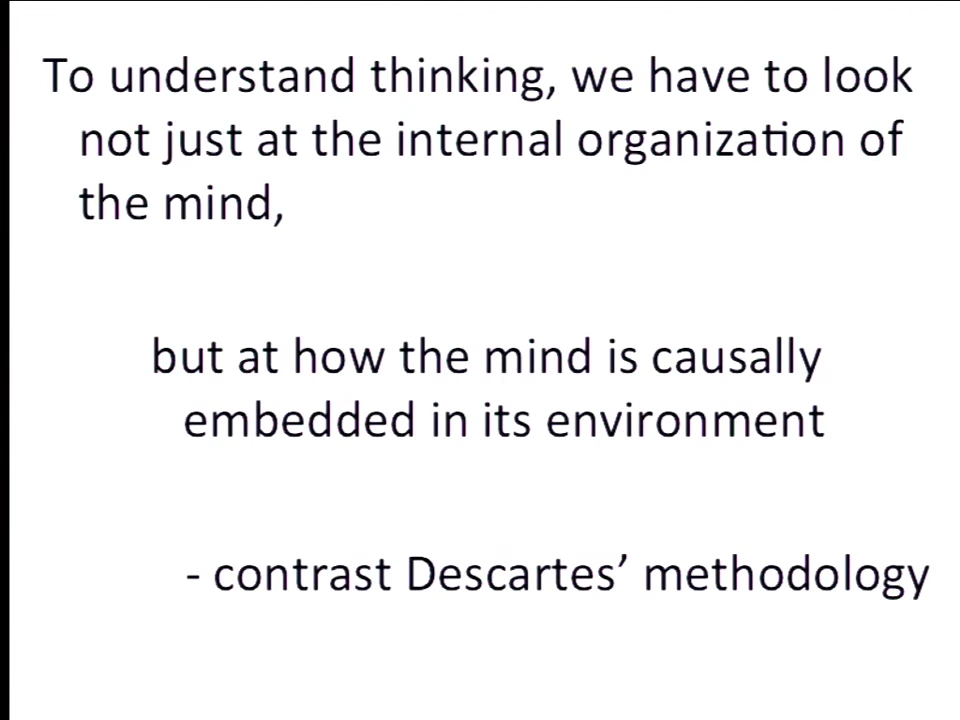 To understand thinking, we have to look
not just at the internal organization of
the mind,
but at how the mind is causally
embedded in its environment
- contrast Descartes’ methodology